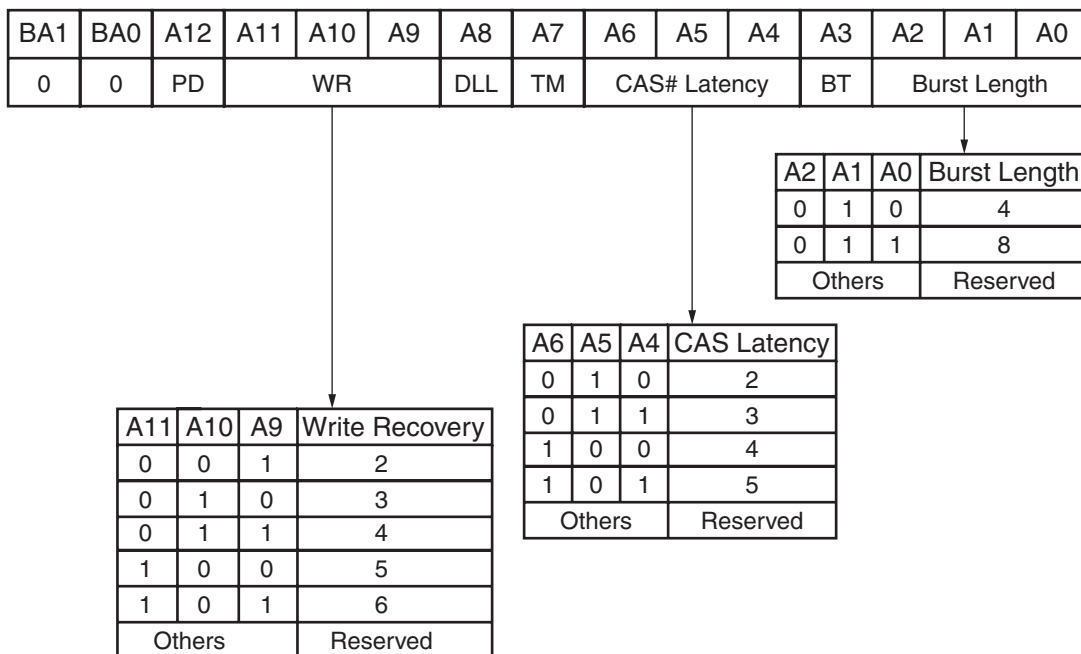 BA1 BA0 A12 A11 A10 A9 A8 A7 A6 A5 A4 A3 A2 A1 A0
0 0 PD WR DLL TM CAS# Latency BT Burst Length
A2 A1 A0 Burst Length
0 1 0 4
0 1 1 8
Others Reserved
A6 A5 A4 CAS Latency
0 1 0 2
0 1 1 3
1 0 0 4
1 0 1 5
Others Reserved
A11 A10 A9 Write Recovery
0 0 1 2
0 1 0 3
0 1 1 4
1 0 0 5
1 0 1 6
Others Reserved